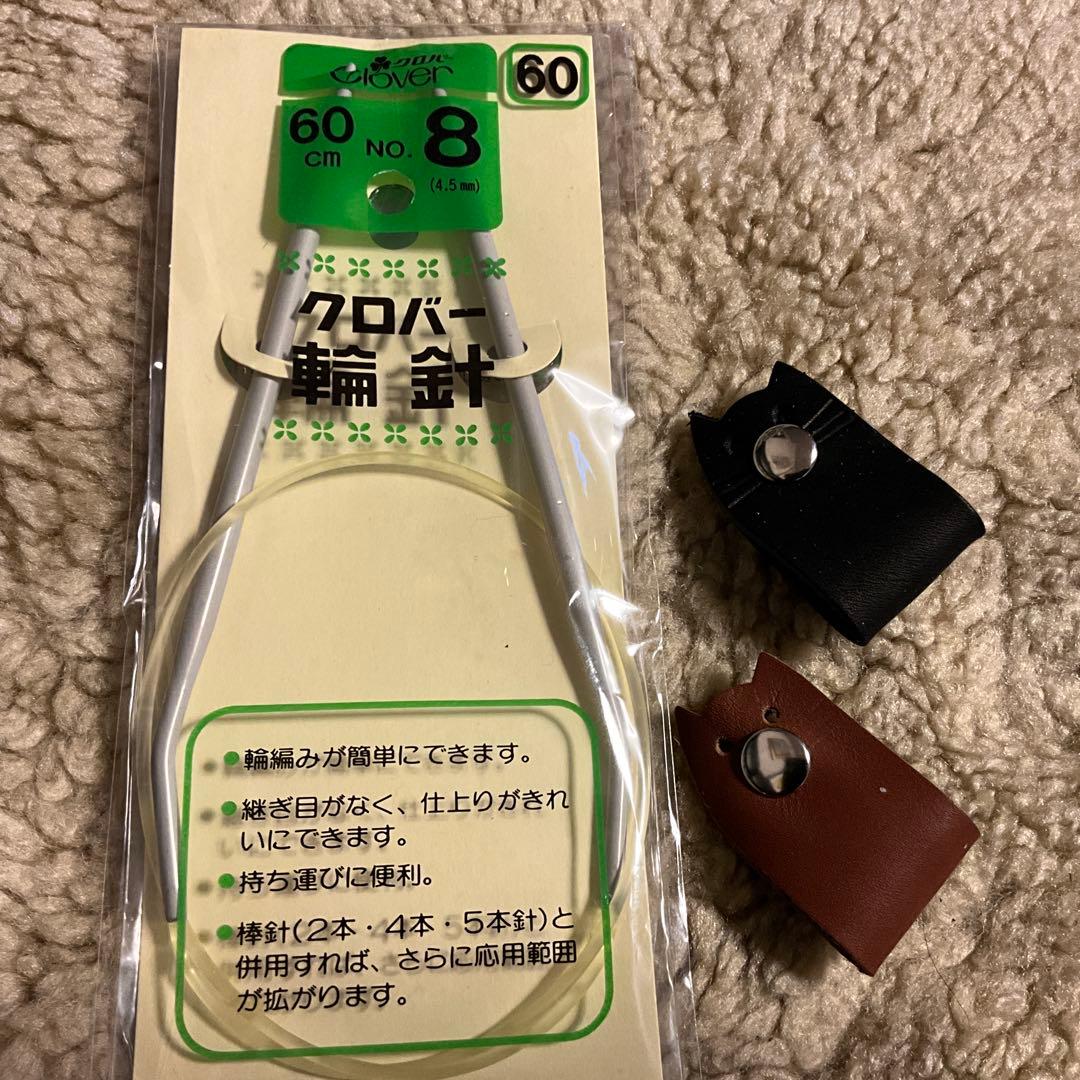 クロバー
Clover
60
60
cm
NO. 8
(4.5mm)
クロバー
輪針
●輪編みが簡単にできます。
●継ぎ目がなく、仕上りがきれ
いにできます。
●持ち運びに便利。
●棒針(2本・4本・5本針)と
併用すれば、さらに応用範囲
が拡がります。